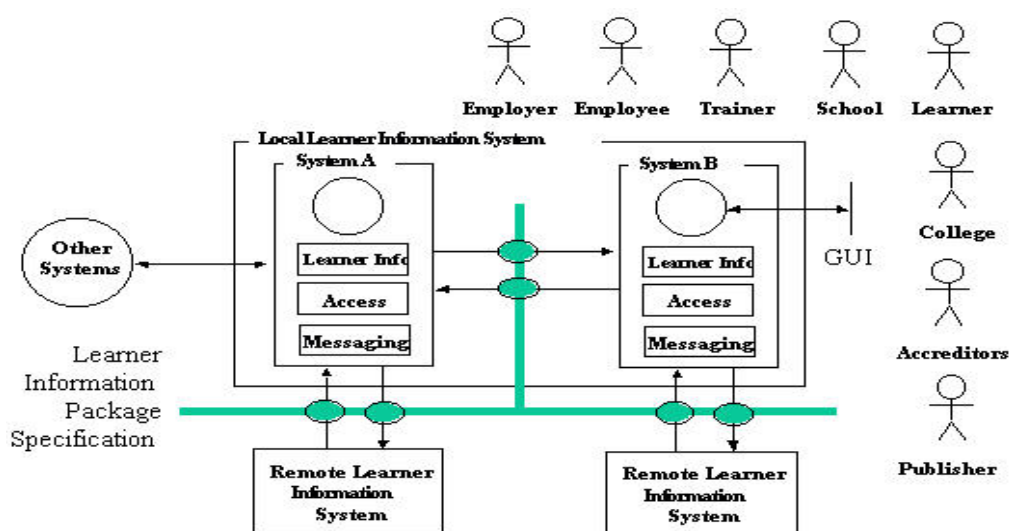 Employer
Employee
Trainer
School
Learner
Local Learner Information System
System A
System B
Other
Systems
Learner Info
Access
Messaging
Learner Info
Access
Messaging
GUI
College
Accreditors
Publisher
Learner
Information
Package
Specification
Remote Learner
Information
System
Remote Learner
Information
System